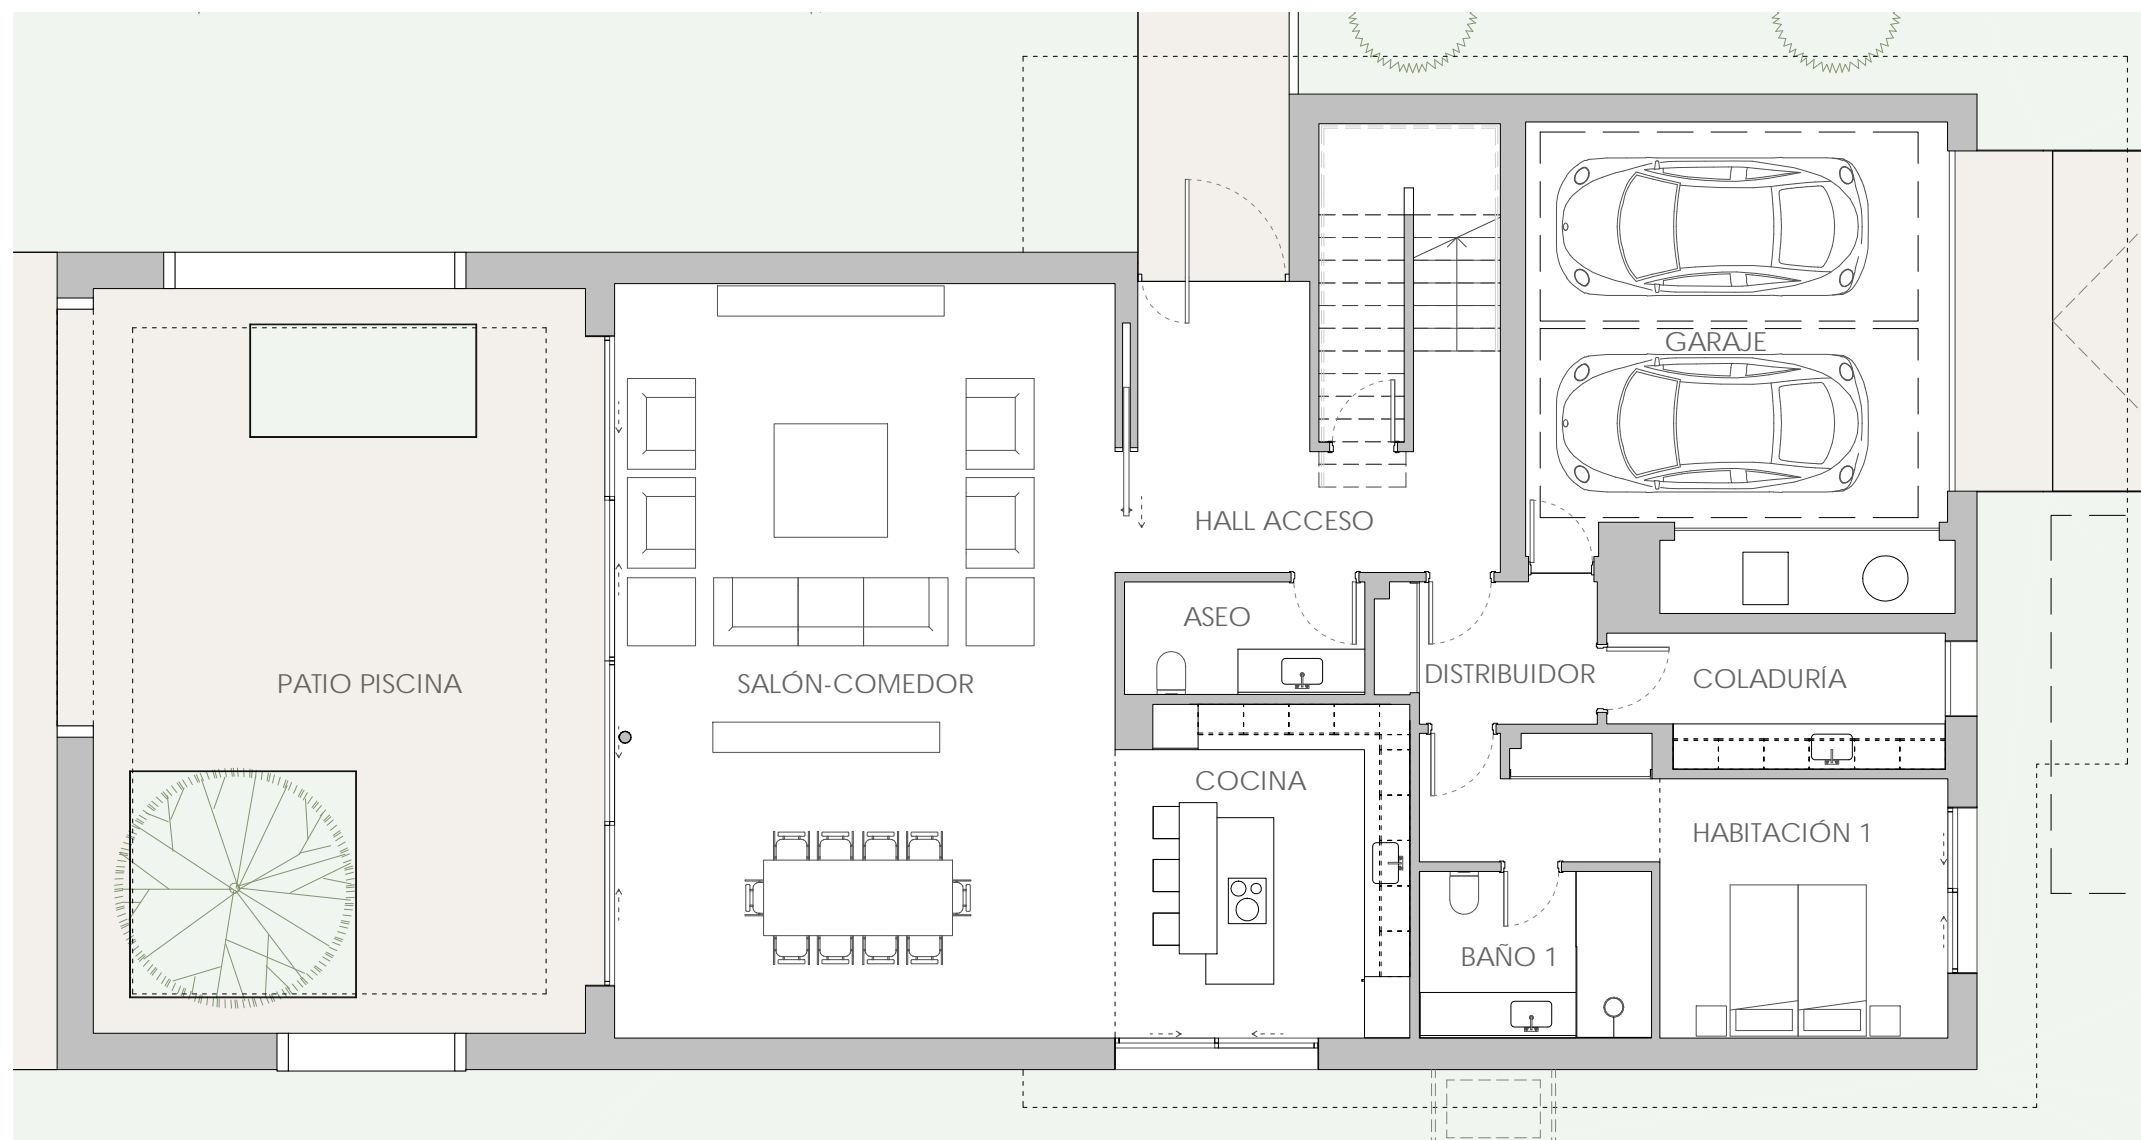 GARAJE
HALL ACCESO
ASEO
PATIO PISCINA
SALÓN-COMEDOR
DISTRIBUIDOR
COLADURÍA
COCINA
HABITACIÓN 1
BAÑO 1